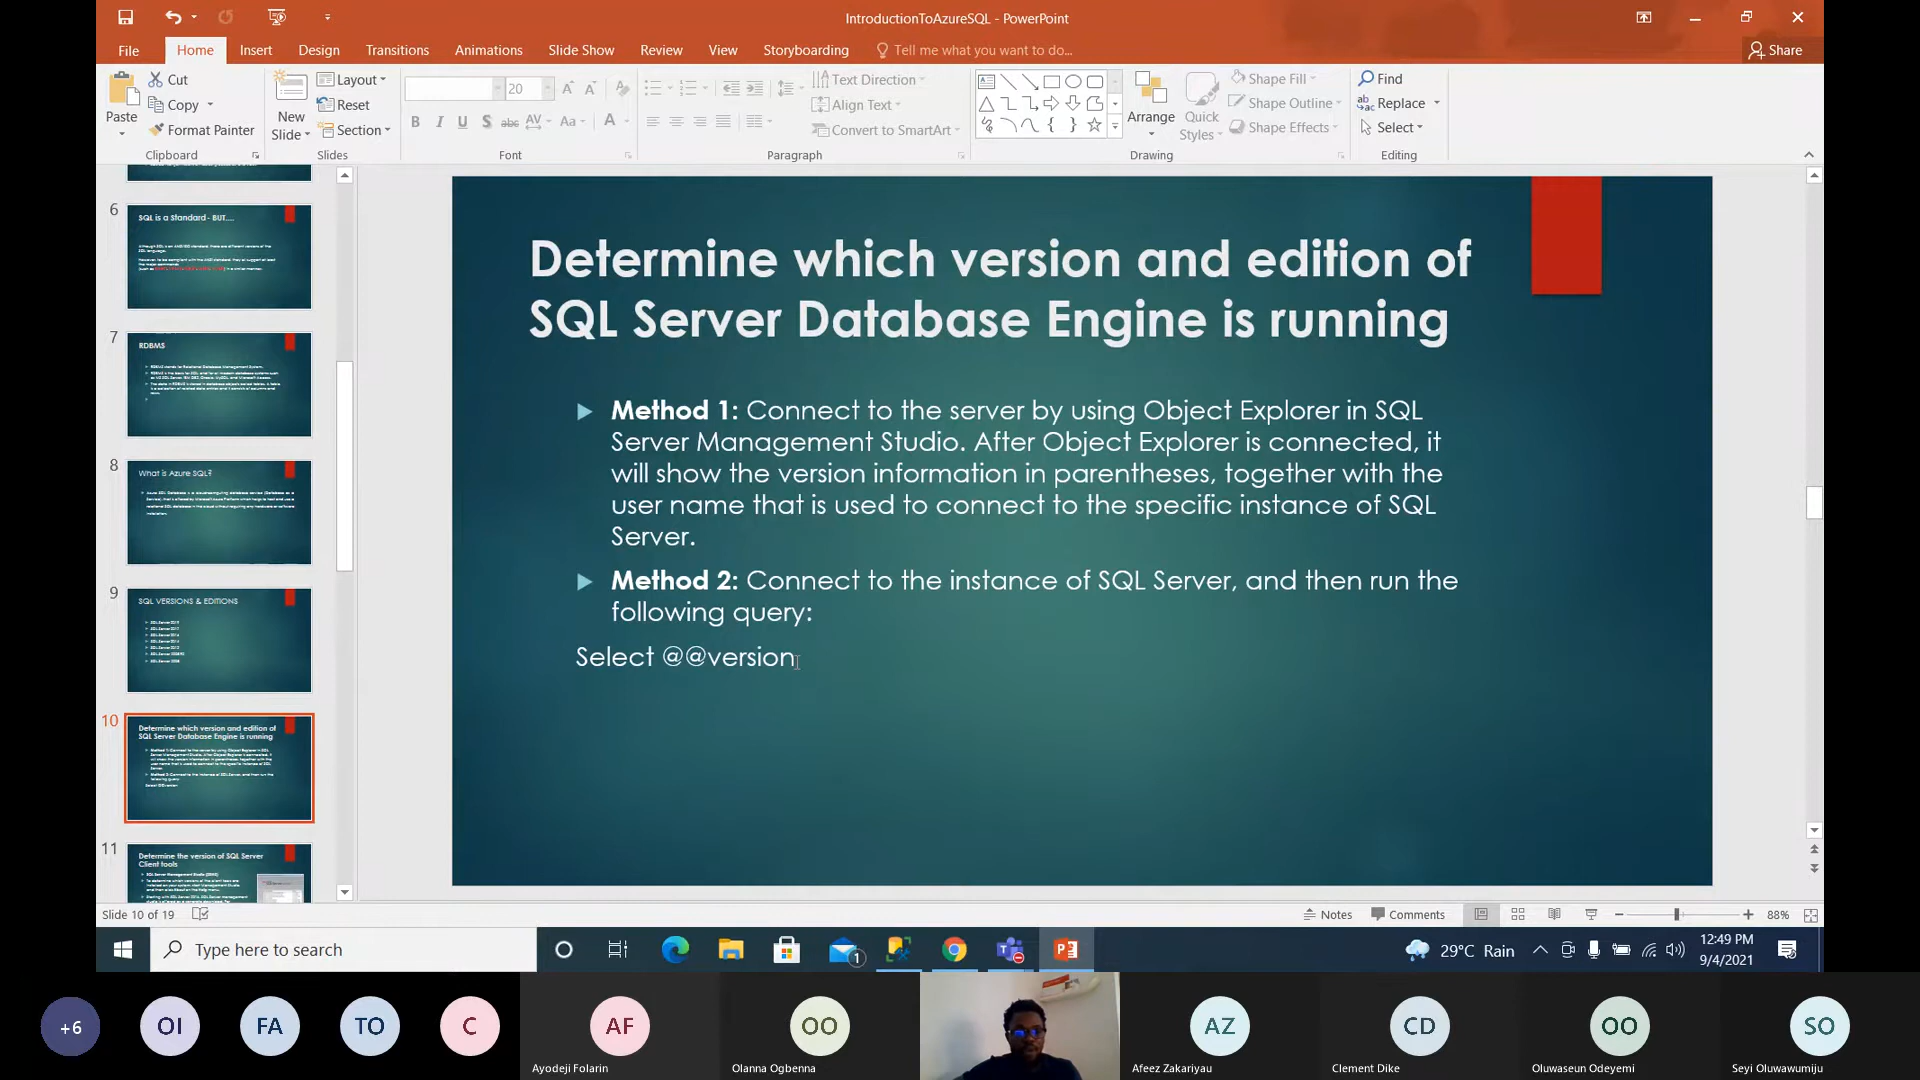 IntroductionToAzureSQL - PowerPoint
File Home Insert Design Transitions Animations Slide Show Review View Storyboarding Tell me what you want to do... Share
Paste
Cut
Copy
Format Painter
Clipboard
New
Slide
Layout
Reset
Section
Slides
20
Font
Text Direction
Align Text
Convert to SmartArt
Paragraph
Arrange
Quick
Styles
Shape Fill
Shape Outline
Shape Effects
Drawing
Find
Replace
Select
Editing
6
SQL is a Standard - BUT....
7
RDBMS
8
What is Azure SQL?
9
SQL VERSIONS & EDITIONS
10
Determine which version and edition of
SQL Server Database Engine is running
11
Determine the version of SQL Server
Client tools
Determine which version and edition of
SQL Server Database Engine is running
Method 1: Connect to the server by using Object Explorer in SQL
Server Management Studio. After Object Explorer is connected, it
will show the version information in parentheses, together with the
user name that is used to connect to the specific instance of SQL
Server.
Method 2: Connect to the instance of SQL Server, and then run the
following query:
Select @@version
Slide 10 of 19
Notes Comments 88%
Type here to search
1
29°C Rain
12:49 PM
9/4/2021
+6 OI FA TO C AF OO AZ CD OO SO
Ayodeji Folarin Olanna Ogbenna Afeez Zakariyau Clement Dike Oluwaseun Odeyemi Seyi Oluwawumiju